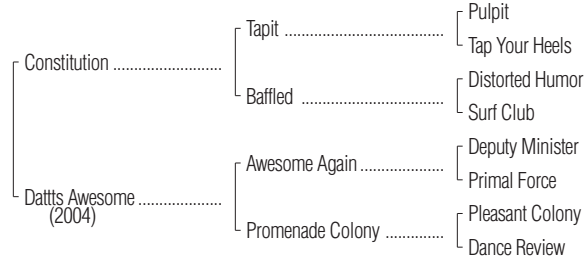 Pulpit
Tapit ........................................
Tap Your Heels
Constitution ...........................
Distorted Humor
Baffled ....................................
Surf Club
Deputy Minister
Awesome Again .....................
Primal Force
Dattts Awesome .....................
(2004)
Pleasant Colony
Promenade Colony ...............
Dance Review